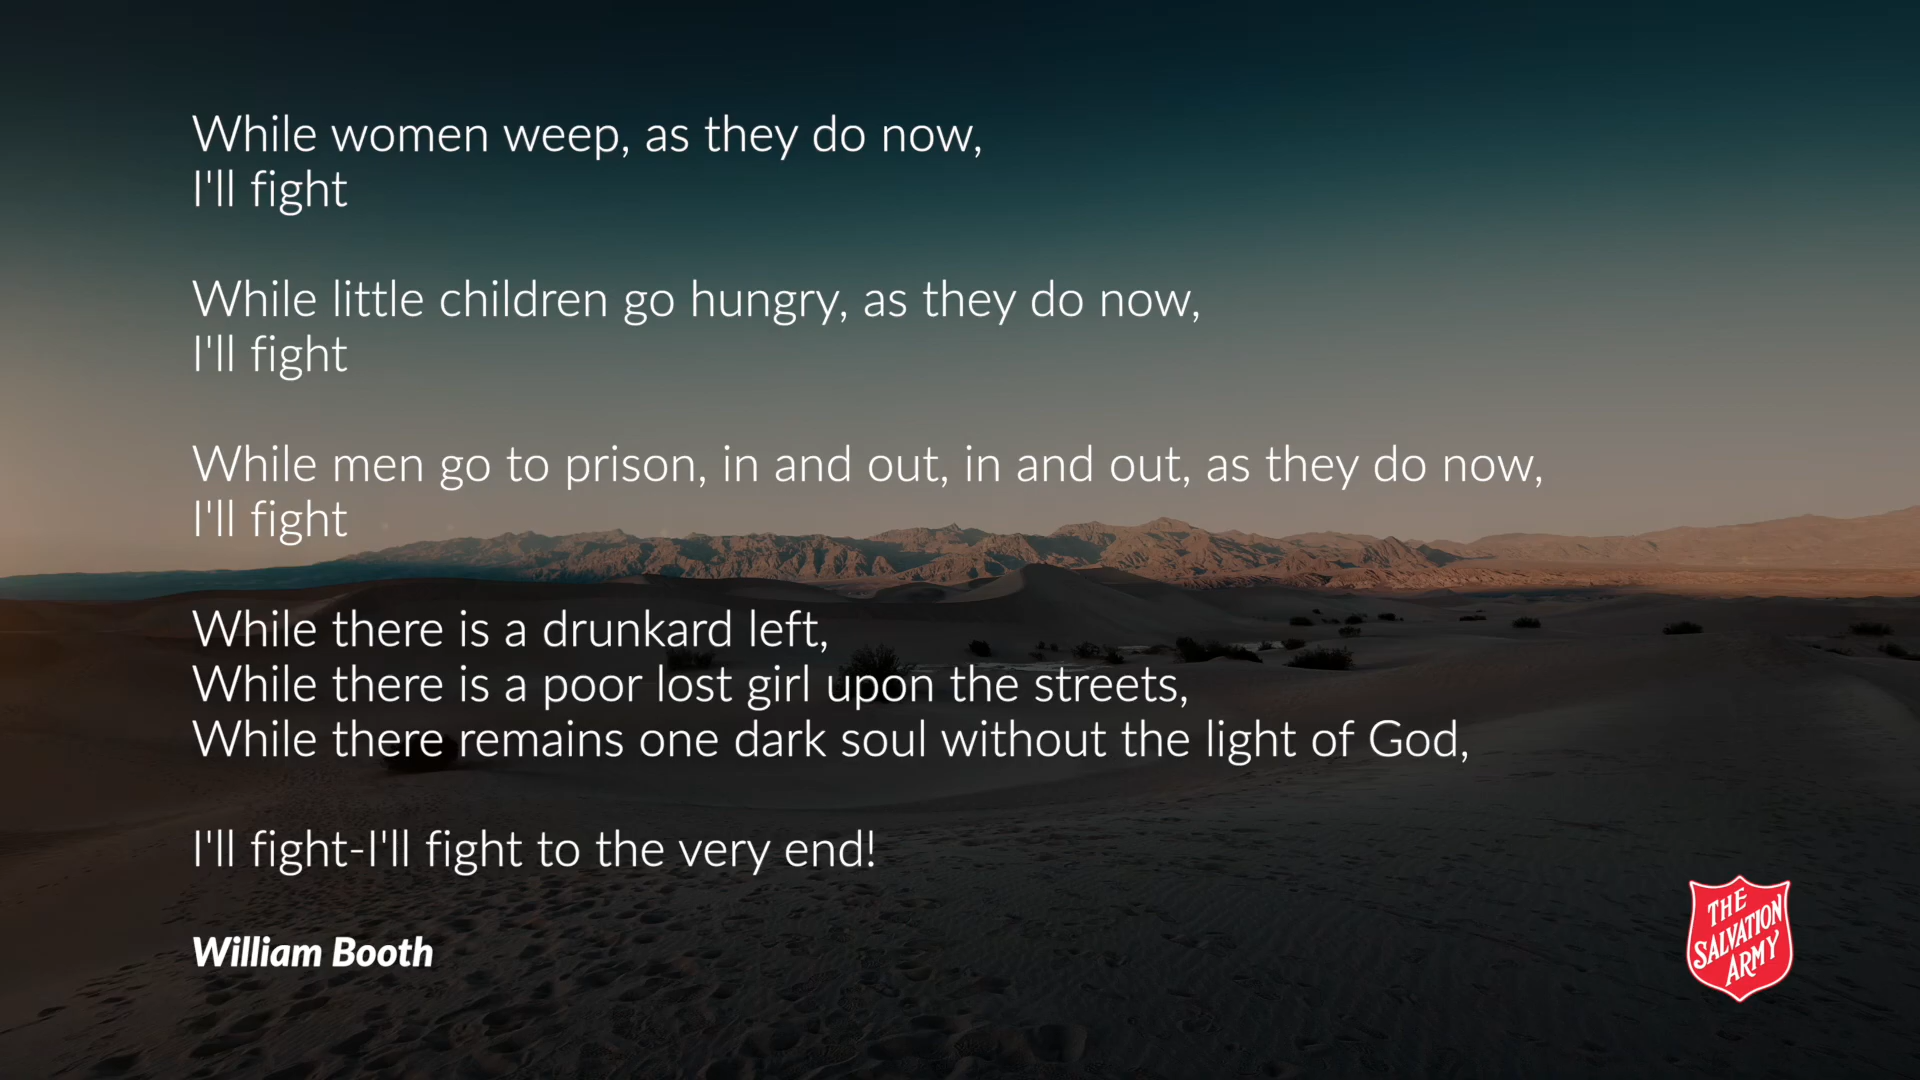 While women weep, as they do now,
I'll fight
While little children go hungry, as they do now,
I'll fight
While men go to prison, in and out, in and out, as they do now,
I'll fight
While there is a drunkard left,
While there is a poor lost girl upon the streets,
While there remains one dark soul without the light of God,
I'll fight-I'll fight to the very end!
William Booth
THE
SALVATION
ARMY